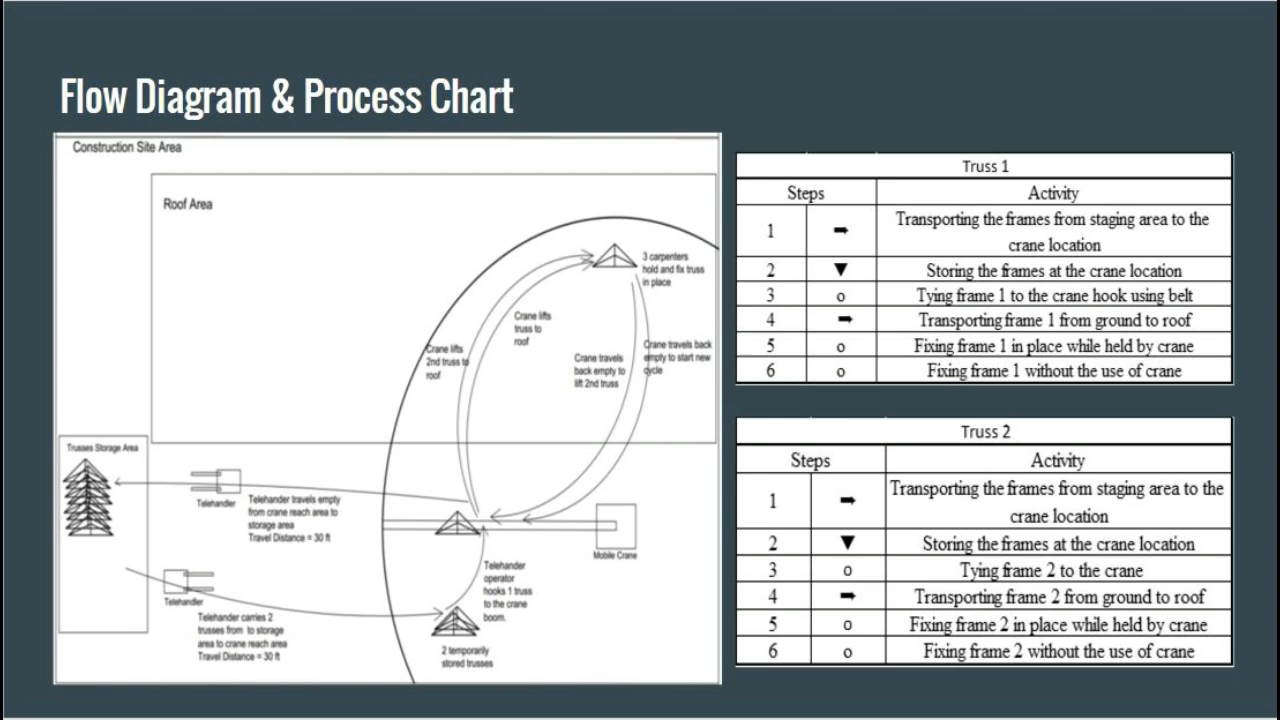 Flow Diagram & Process Chart
Construction Site Area
Roof Area
3 carpenters
hold and fix truss
in place
Crane lifts
truss to
roof
Crane lifts
2nd truss to
roof
Crane travels
back empty to
lift 2nd truss
Crane travels back
empty to start new
cycle
Trusses Storage Area
Telehandler
Telehander travels empty
from crane reach area to
storage area
Travel Distance = 30 ft
Mobile Crane
Telehander
operator
hooks 1 truss
to the crane
boom.
Telehandler
Telehander carries 2
trusses from to storage
area to crane reach area
Travel Distance = 30 ft
2 temporarily
stored trusses
Truss 1
Steps Activity
1 ➡ Transporting the frames from staging area to the
crane location
2 ▼ Storing the frames at the crane location
3 o Tying frame 1 to the crane hook using belt
4 ➡ Transporting frame 1 from ground to roof
5 o Fixing frame 1 in place while held by crane
6 o Fixing frame 1 without the use of crane
Truss 2
Steps Activity
1 ➡ Transporting the frames from staging area to the
crane location
2 ▼ Storing the frames at the crane location
3 o Tying frame 2 to the crane
4 ➡ Transporting frame 2 from ground to roof
5 o Fixing frame 2 in place while held by crane
6 o Fixing frame 2 without the use of crane